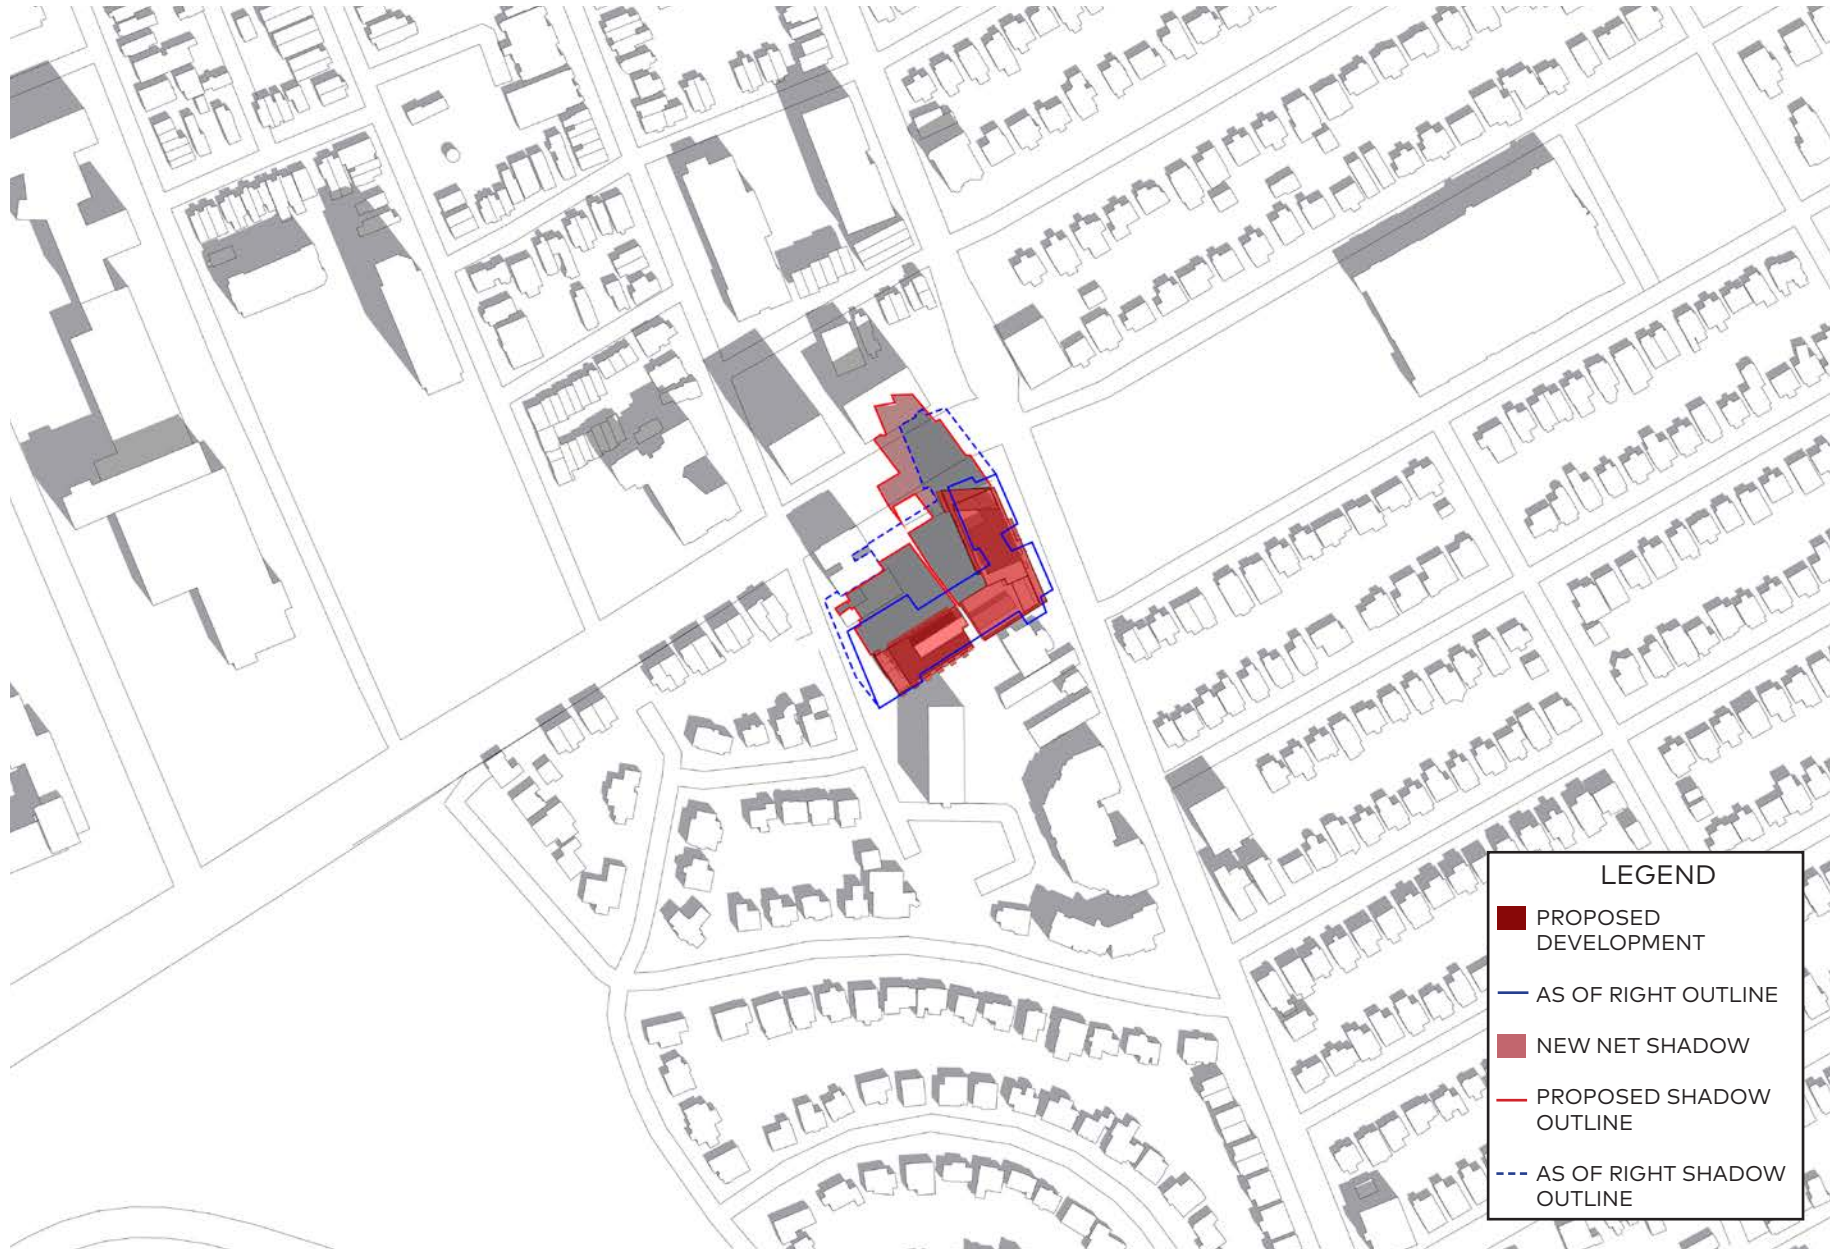 LEGEND
PROPOSED
DEVELOPMENT
AS OF RIGHT OUTLINE
NEW NET SHADOW
PROPOSED SHADOW
OUTLINE
AS OF RIGHT SHADOW
OUTLINE